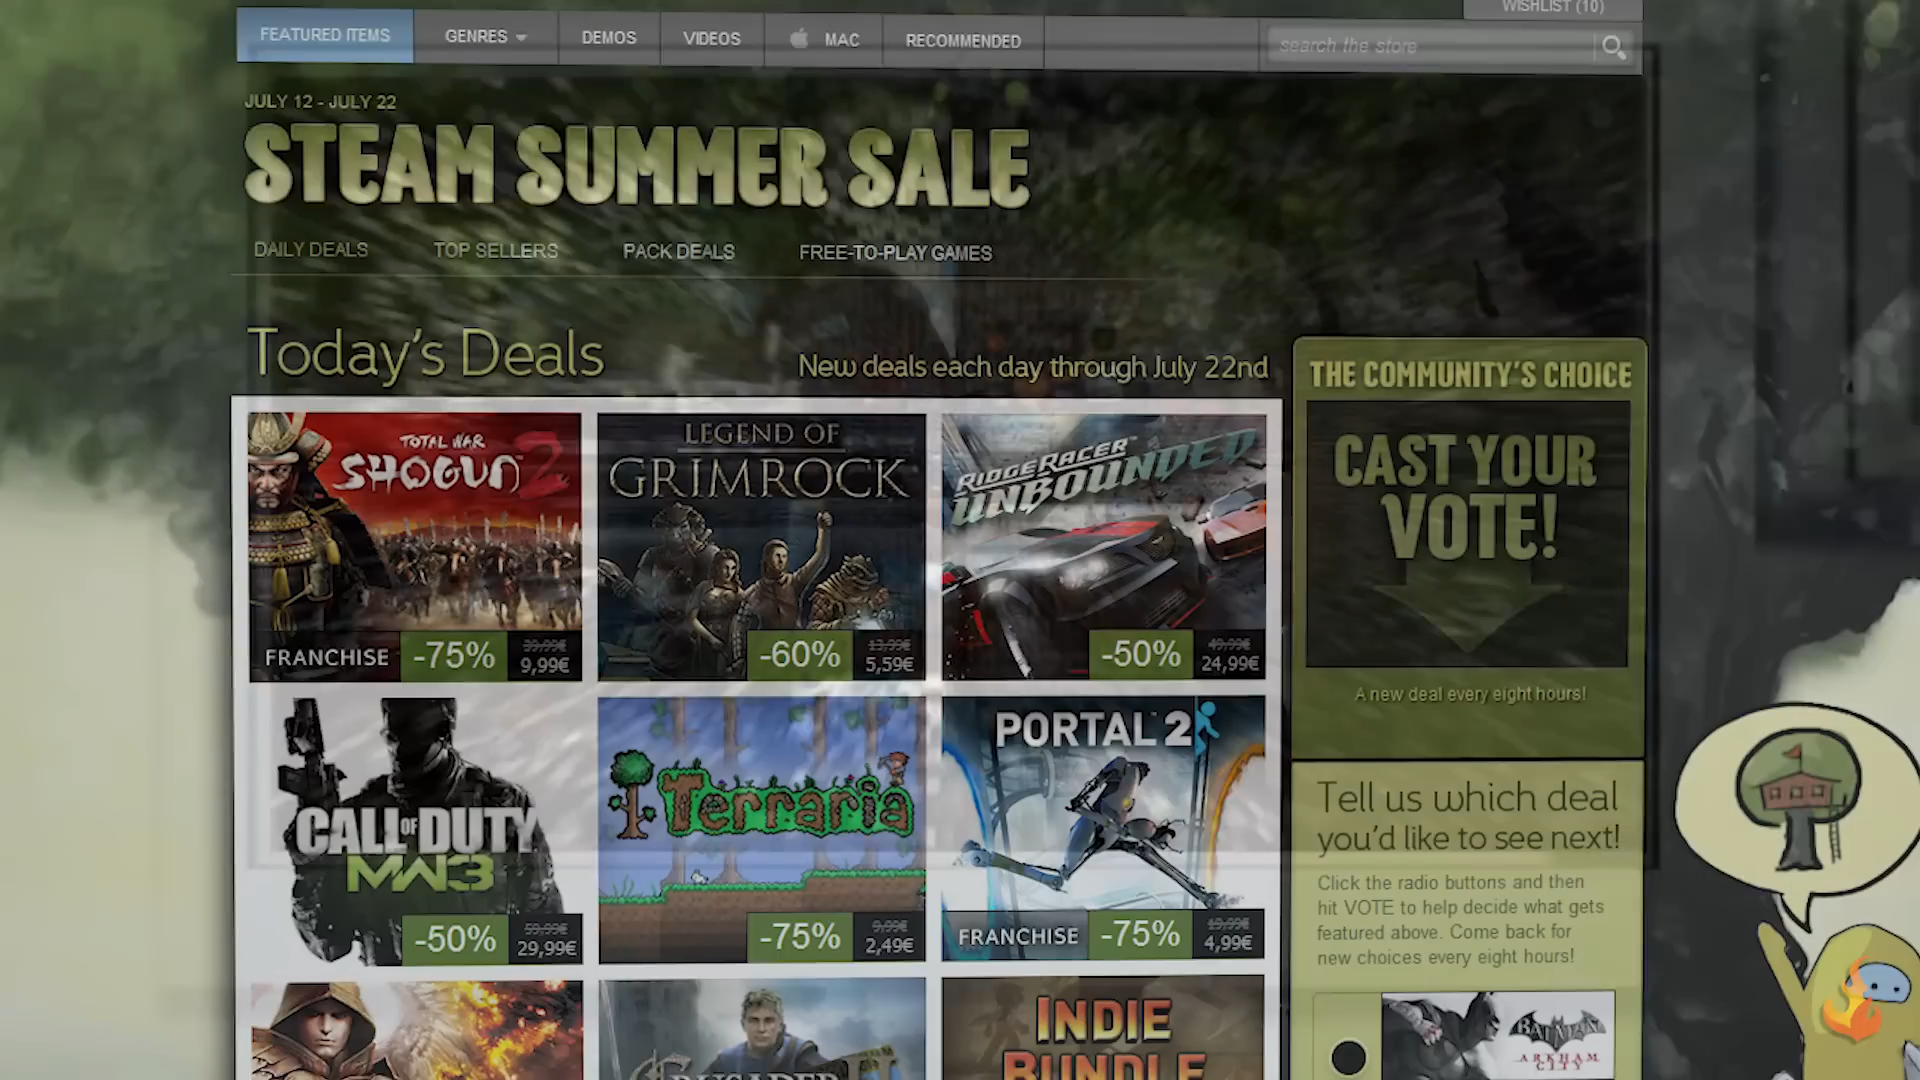 WISHLIST (10)
FEATURED ITEMS GENRES DEMOS VIDEOS MAC RECOMMENDED search the store
JULY 12 - JULY 22
STEAM SUMMER SALE
DAILY DEALS TOP SELLERS PACK DEALS FREE-TO-PLAY GAMES
Today's Deals
New deals each day through July 22nd
TOTAL WAR
SHOGUN 2
FRANCHISE -75% 39,99€
9,99€
LEGEND OF
GRIMROCK
-60% 13,99€
5,59€
RIDGE RACER™
UNBOUNDED
-50% 49,99€
24,99€
CALL OF DUTY
MW3
-50% 59,99€
29,99€
Terraria
-75% 9,99€
2,49€
PORTAL 2
FRANCHISE -75% 19,99€
4,99€
CRUSADER
INDIE
BUNDLE
THE COMMUNITY'S CHOICE
CAST YOUR
VOTE!
A new deal every eight hours!
Tell us which deal
you'd like to see next!
Click the radio buttons and then
hit VOTE to help decide what gets
featured above. Come back for
new choices every eight hours!
BATMAN
ARKHAM
CITY